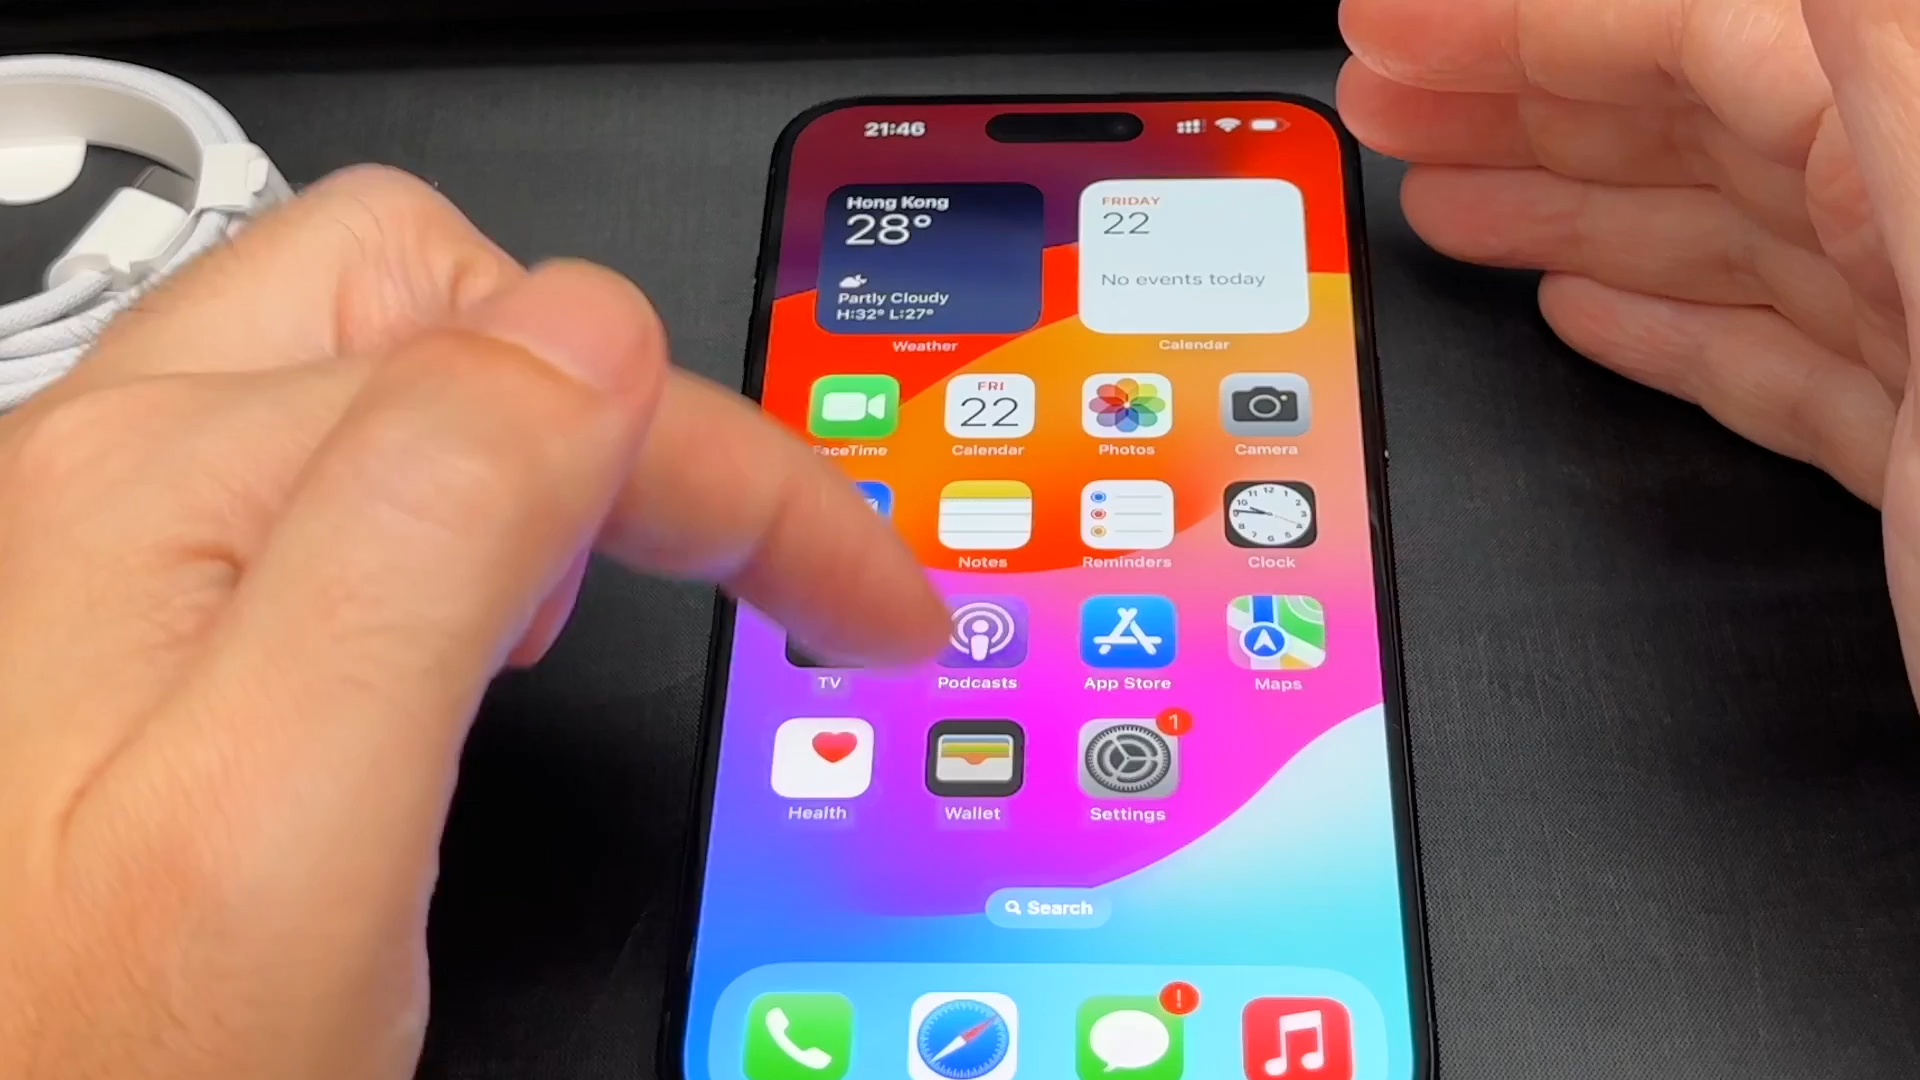 21:46
Hong Kong
28°
Partly Cloudy
H:32° L:27°
Weather
FRIDAY
22
No events today
Calendar
FRI
22
FaceTime
Calendar
Photos
Camera
Notes
Reminders
Clock
TV
Podcasts
App Store
Maps
1
Health
Wallet
Settings
Search
!